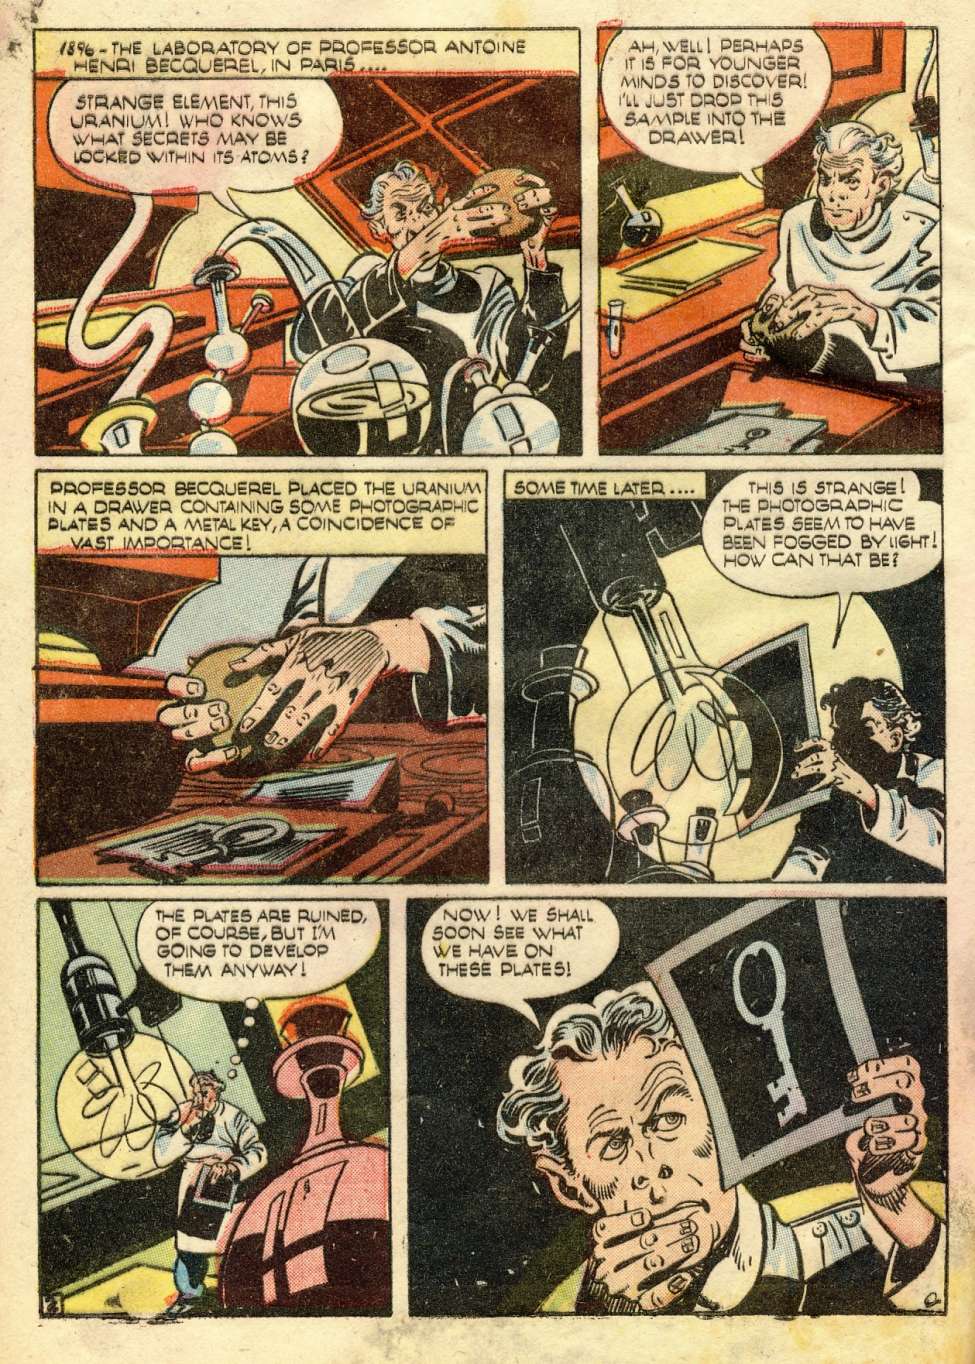 1896 - THE LABORATORY OF PROFESSOR ANTOINE
HENRI BECQUEREL, IN PARIS....
STRANGE ELEMENT, THIS
URANIUM! WHO KNOWS
WHAT SECRETS MAY BE
LOCKED WITHIN ITS ATOMS?
AH, WELL! PERHAPS
IT IS FOR YOUNGER
MINDS TO DISCOVER!
I'LL JUST DROP THIS
SAMPLE INTO THE
DRAWER!
PROFESSOR BECQUEREL PLACED THE URANIUM
IN A DRAWER CONTAINING SOME PHOTOGRAPHIC
PLATES AND A METAL KEY, A COINCIDENCE OF
VAST IMPORTANCE!
SOME TIME LATER....
THIS IS STRANGE!
THE PHOTOGRAPHIC
PLATES SEEM TO HAVE
BEEN FOGGED BY LIGHT!
HOW CAN THAT BE?
THE PLATES ARE RUINED,
OF COURSE, BUT I'M
GOING TO DEVELOP
THEM ANYWAY!
NOW! WE SHALL
SOON SEE WHAT
WE HAVE ON
THESE PLATES!
2